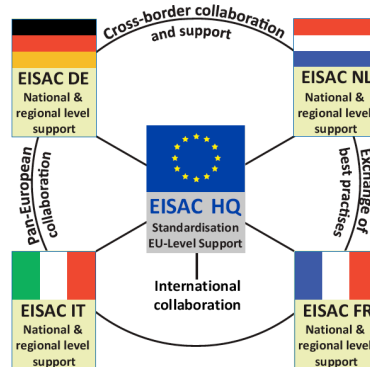 Cross-border collaboration
and support
EISAC DE
National &
regional level
support
EISAC NL
National &
regional level
support
Pan-European
collaboration
Exchange of
best practises
EISAC HQ
Standardisation
EU-Level Support
International
collaboration
EISAC IT
National &
regional level
support
EISAC FR
National &
regional level
support